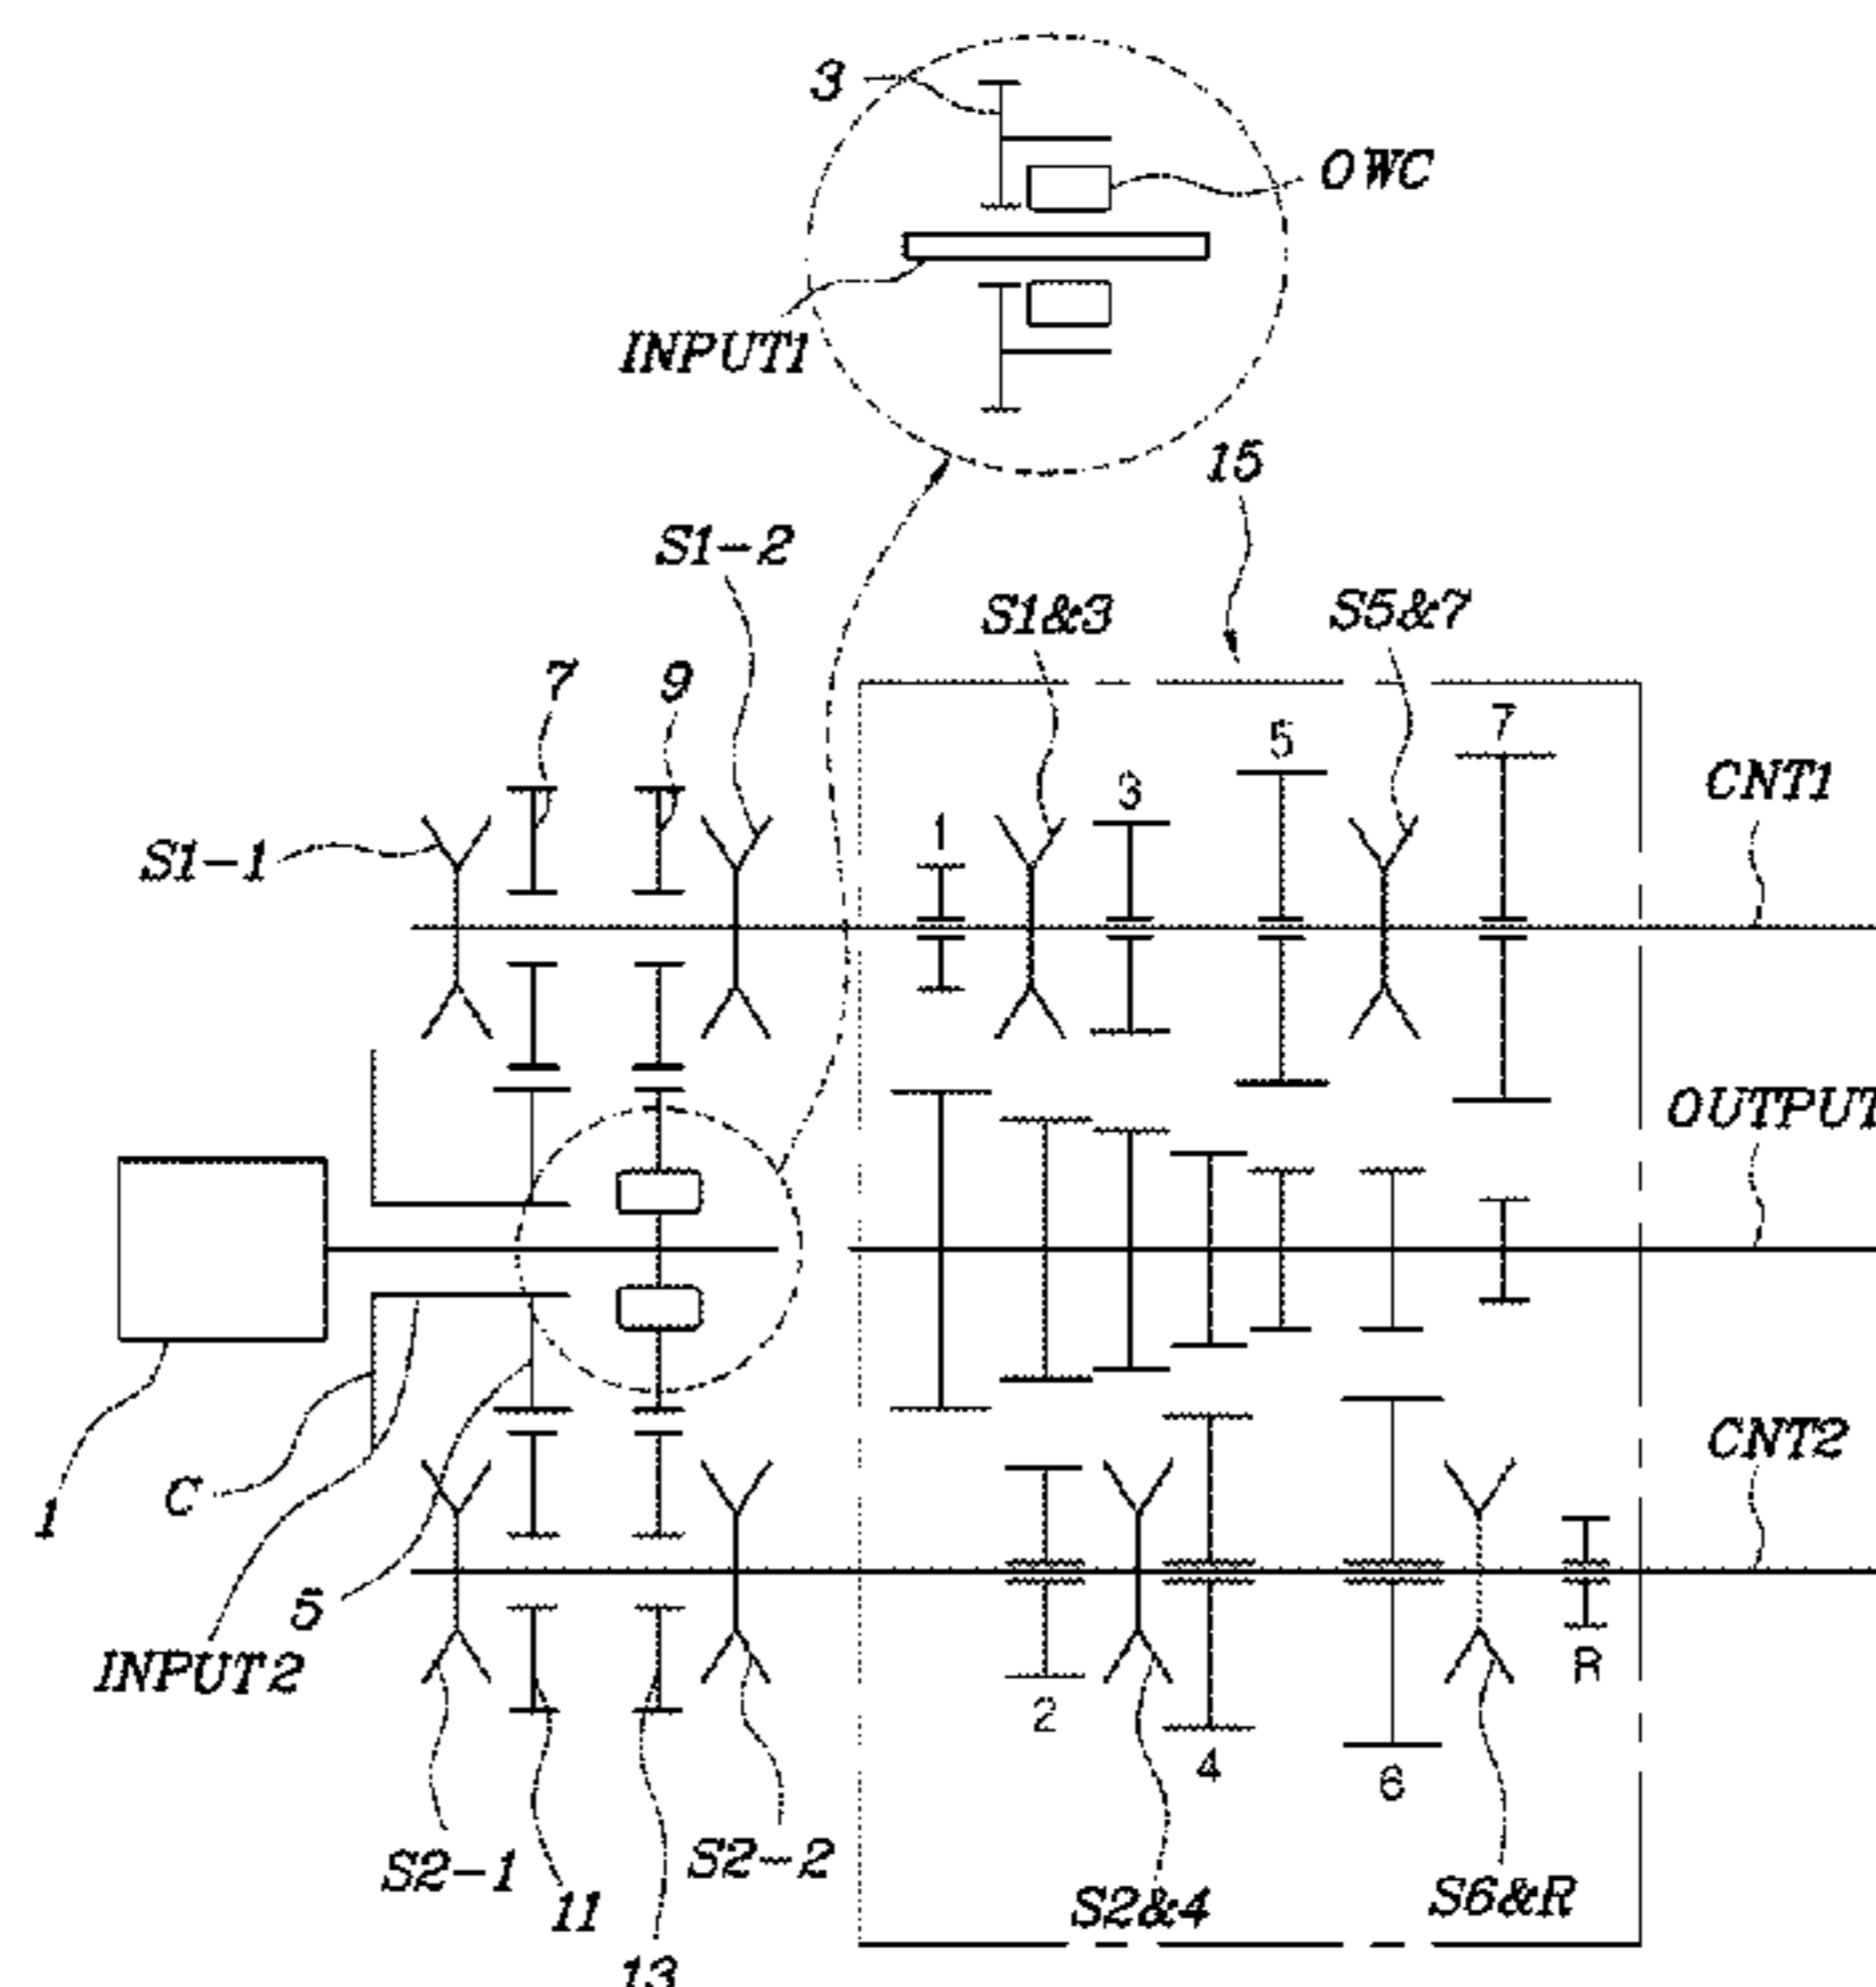 3
OWC
INPUT1
15
S1-2
S1&3
S5&7
7
9
7
5
3
CNT1
1
S1-1
OUTPUT
CNT2
C
1
5
INPUT2
R
2
4
6
S2-1
S2-2
11
S2&4
S6&R
13